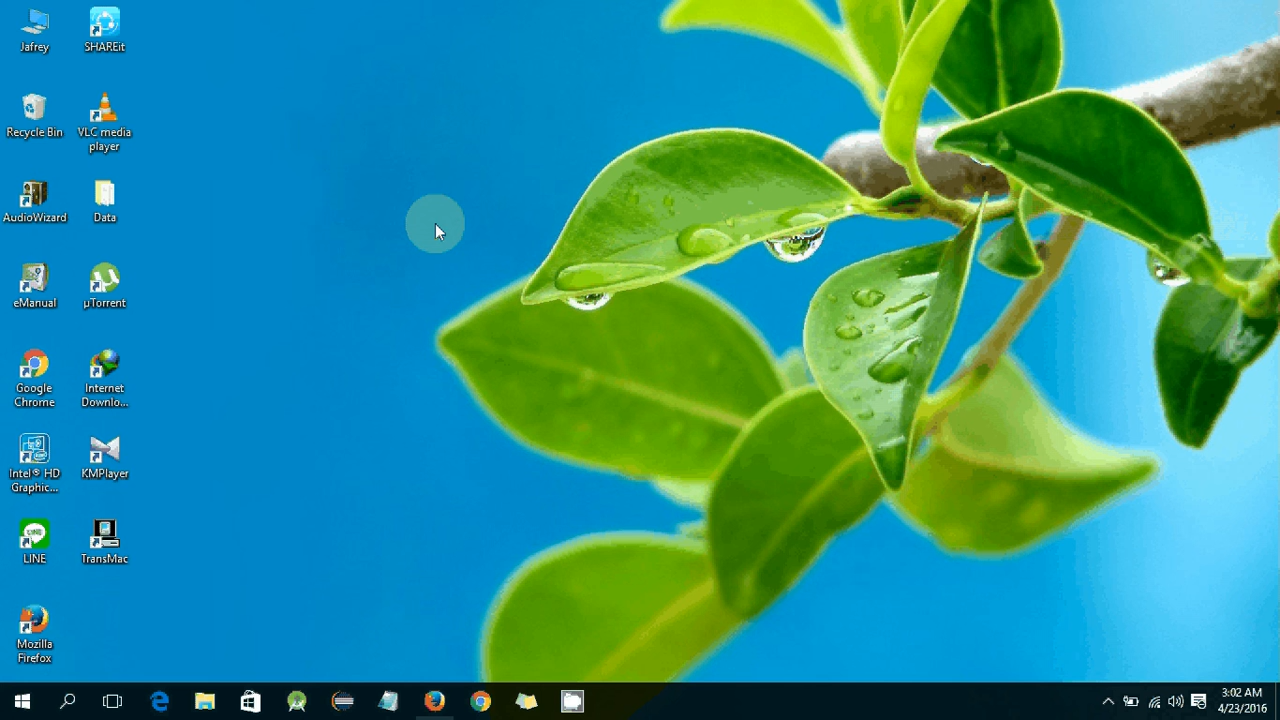 Jafrey
SHAREit
Recycle Bin
VLC media
player
AudioWizard
Data
eManual
µTorrent
Google
Chrome
Internet
Downlo...
Intel® HD
Graphic...
KMPlayer
LINE
TransMac
Mozilla
Firefox
3:02 AM
4/23/2016